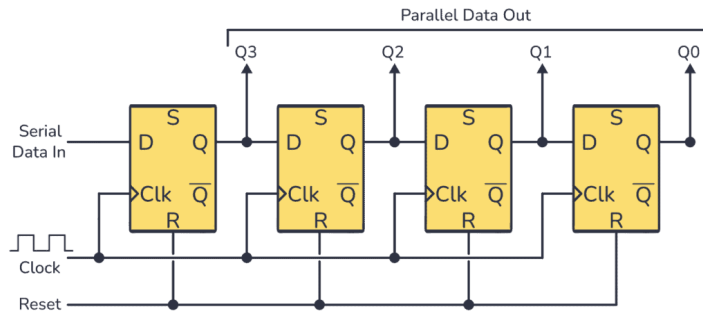 Parallel Data Out
Q3 Q2 Q1 Q0
S S S S
Serial
Data In
D Q D Q D Q D Q
Clk Q̅ Clk Q̅ Clk Q̅ Clk Q̅
R R R R
Clock
Reset